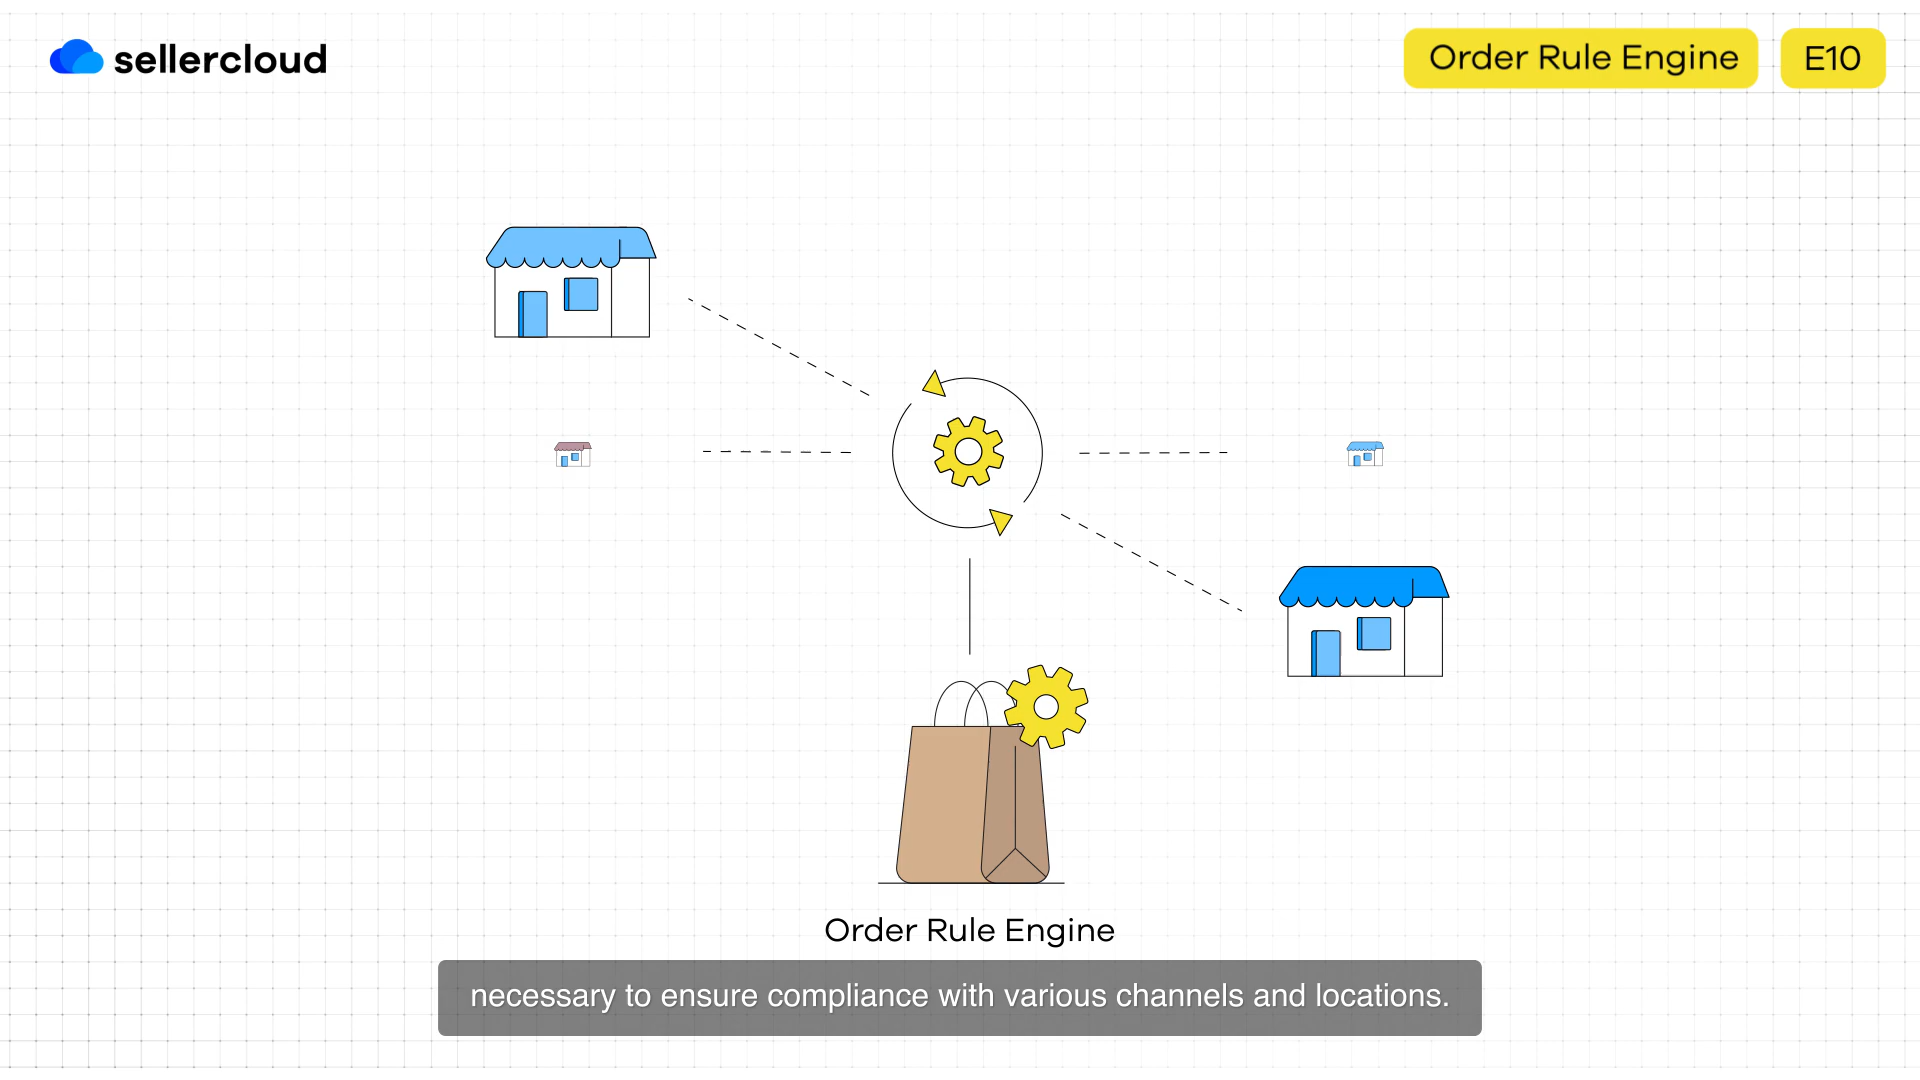 sellercloud
Order Rule Engine
E10
Order Rule Engine
necessary to ensure compliance with various channels and locations.